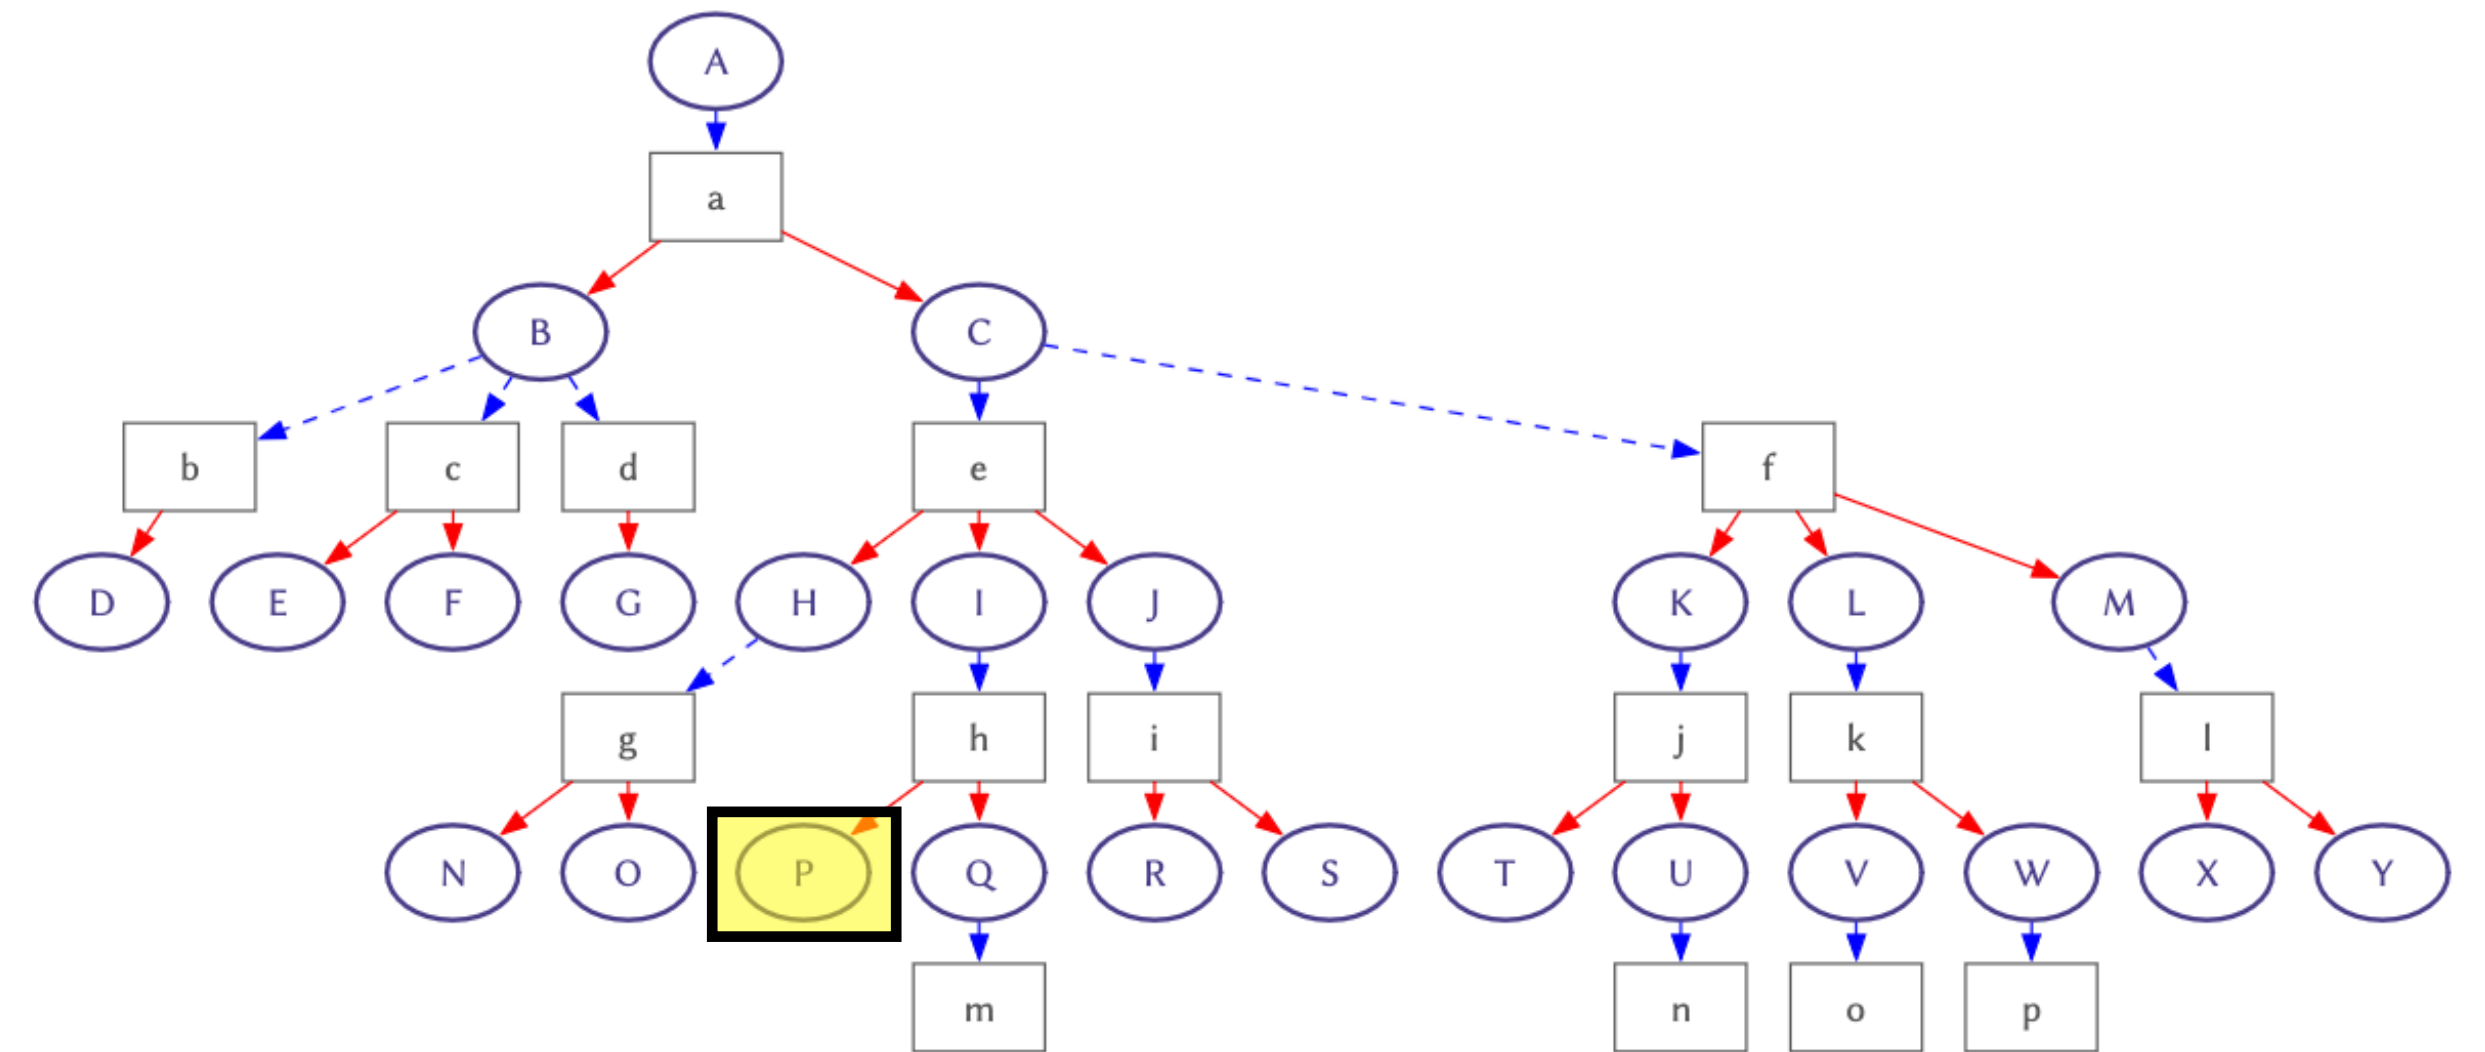 A
a
B C
b c d e f
D E F G H I J K L M
g h i j k l
N O P Q R S T U V W X Y
m n o p